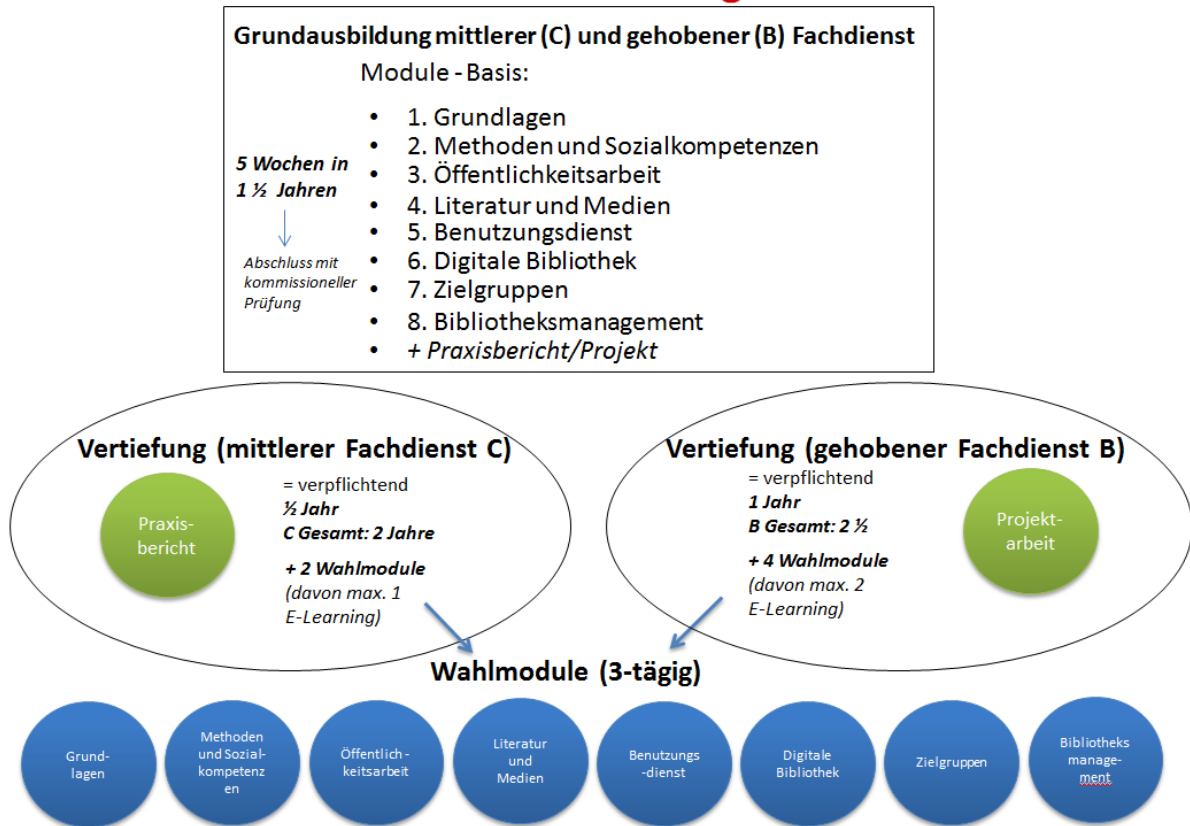 Grundausbildung mittlerer (C) und gehobener (B) Fachdienst
Module - Basis:
• 1. Grundlagen
• 2. Methoden und Sozialkompetenzen
• 3. Öffentlichkeitsarbeit
• 4. Literatur und Medien
• 5. Benutzungsdienst
• 6. Digitale Bibliothek
• 7. Zielgruppen
• 8. Bibliotheksmanagement
• + Praxisbericht/Projekt
5 Wochen in
1 ½ Jahren
Abschluss mit
kommissioneller
Prüfung
Vertiefung (mittlerer Fachdienst C)
Praxis-
bericht
= verpflichtend
½ Jahr
C Gesamt: 2 Jahre
+ 2 Wahlmodule
(davon max. 1
E-Learning)
Vertiefung (gehobener Fachdienst B)
= verpflichtend
1 Jahr
B Gesamt: 2 ½
+ 4 Wahlmodule
(davon max. 2
E-Learning)
Projekt-
arbeit
Wahlmodule (3-tägig)
Grund-
lagen
Methoden
und Sozial-
kompetenz
en
Öffentlich -
keitsarbeit
Literatur
und
Medien
Benutzungs
-dienst
Digitale
Bibliothek
Zielgruppen
Bibliotheks
manage-
ment